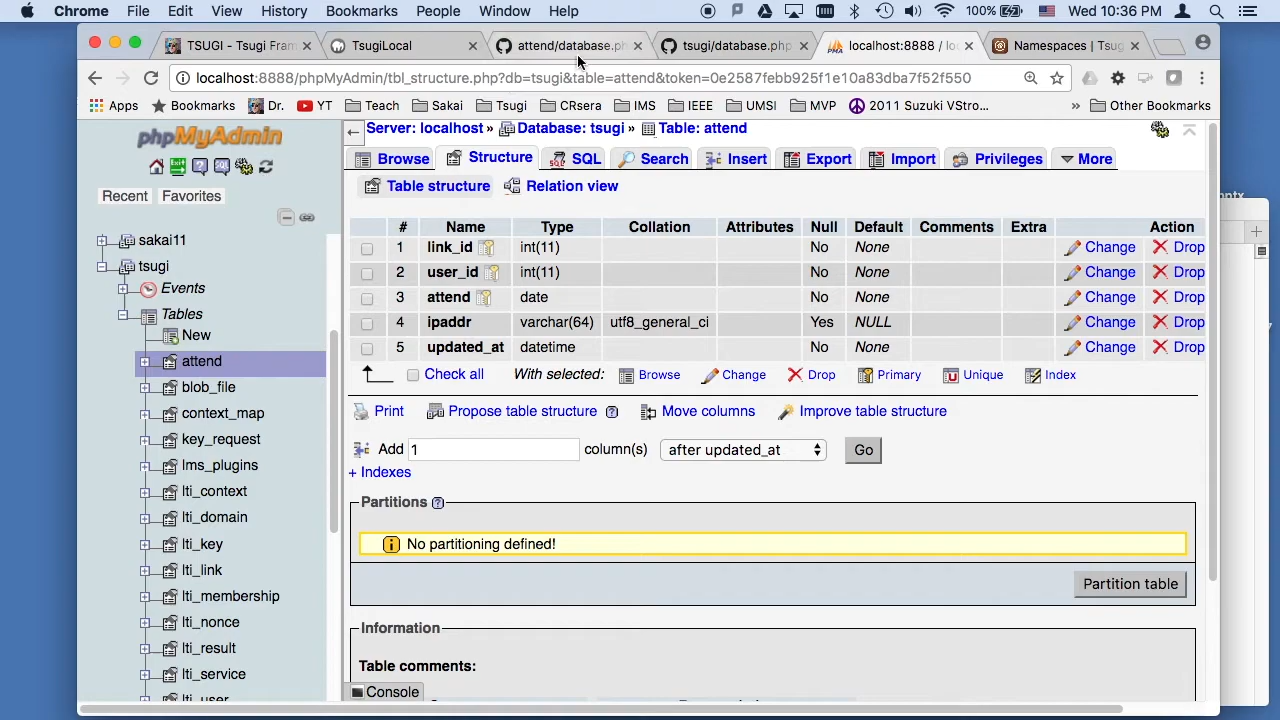 Chrome File Edit View History Bookmarks People Window Help 100% Wed 10:36 PM
TSUGI - Tsugi Fram TsugiLocal attend/database.ph tsugi/database.php localhost:8888 / lo Namespaces | Tsug
localhost:8888/phpMyAdmin/tbl_structure.php?db=tsugi&table=attend&token=0e2587febb925f1e10a83dba7f52f550
Apps Bookmarks Dr. YT Teach Sakai Tsugi CRsera IMS IEEE UMSI MVP 2011 Suzuki VStro... » Other Bookmarks
phpMyAdmin
Recent Favorites
sakai11
tsugi
Events
Tables
New
attend
blob_file
context_map
key_request
lms_plugins
lti_context
lti_domain
lti_key
lti_link
lti_membership
lti_nonce
lti_result
lti_service
lti_user
Server: localhost » Database: tsugi » Table: attend
Browse Structure SQL Search Insert Export Import Privileges More
Table structure Relation view
# Name Type Collation Attributes Null Default Comments Extra Action
1 link_id int(11) No None Change Drop
2 user_id int(11) No None Change Drop
3 attend date No None Change Drop
4 ipaddr varchar(64) utf8_general_ci Yes NULL Change Drop
5 updated_at datetime No None Change Drop
Check all With selected: Browse Change Drop Primary Unique Index
Print Propose table structure Move columns Improve table structure
Add 1 column(s) after updated_at Go
+ Indexes
Partitions
No partitioning defined!
Partition table
Information
Table comments:
Console